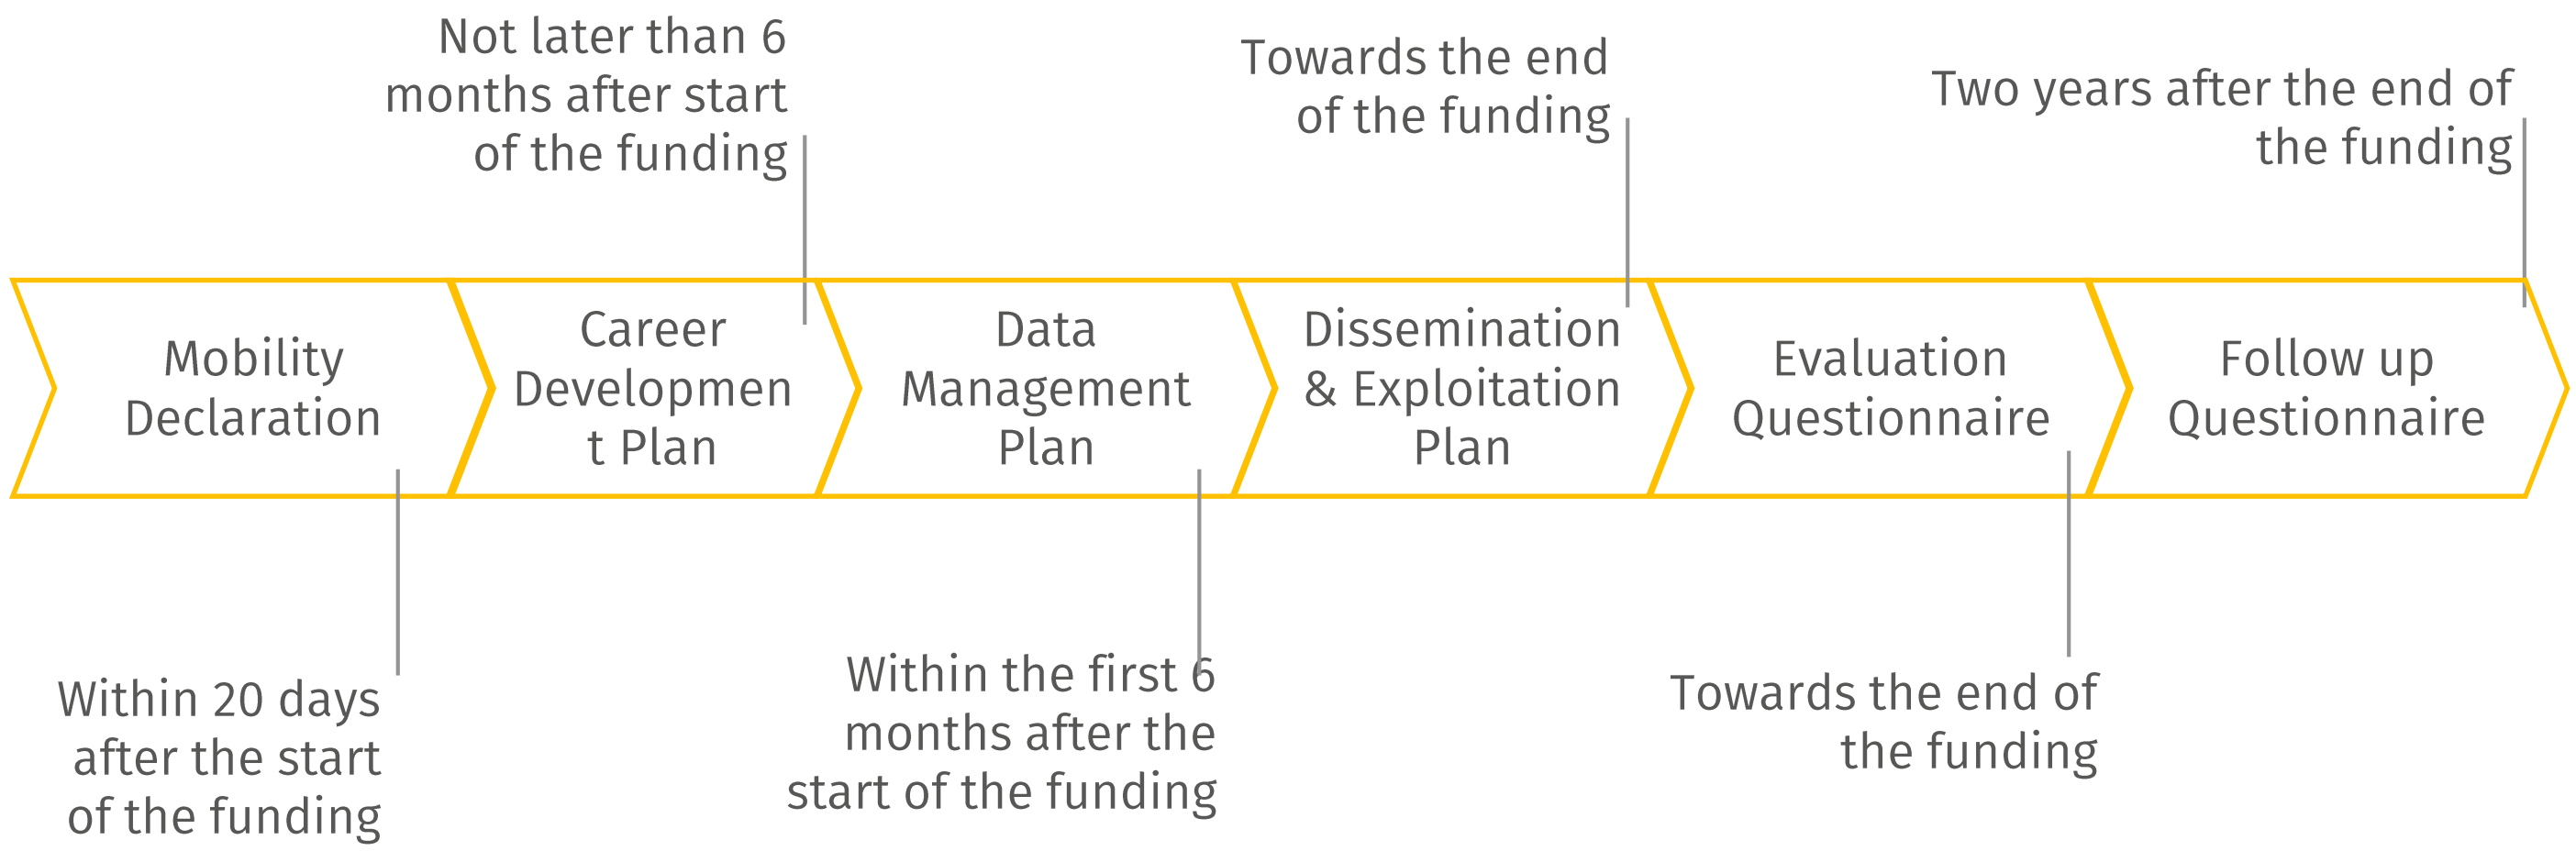 Not later than 6
months after start
of the funding
Towards the end
of the funding
Two years after the end of
the funding
Mobility
Declaration
Career
Developmen
t Plan
Data
Management
Plan
Dissemination
& Exploitation
Plan
Evaluation
Questionnaire
Follow up
Questionnaire
Within 20 days
after the start
of the funding
Within the first 6
months after the
start of the funding
Towards the end of
the funding